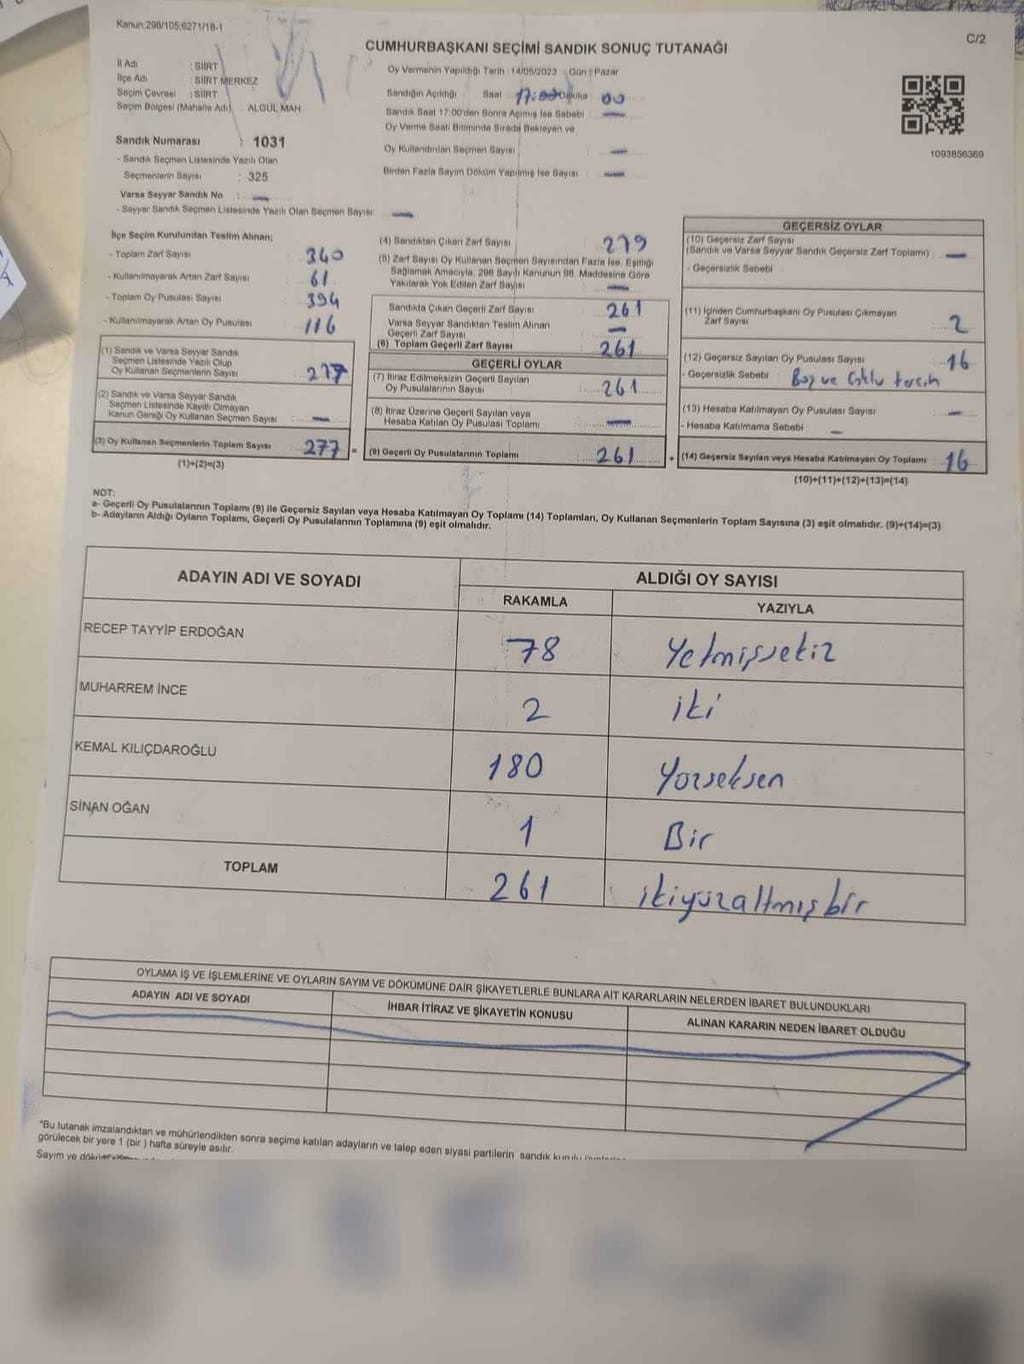 Kanun:298/105;6271/18-1
C/2
CUMHURBAŞKANI SEÇİMİ SANDIK SONUÇ TUTANAĞI
İl Adı : SİİRT
İlçe Adı : SİİRT MERKEZ
Seçim Çevresi : SİİRT
Seçim Bölgesi (Mahalle Adı) : ALGUL MAH
Oy Vermenin Yapıldığı Tarih : 14/05/2023 Gün : Pazar
Sandığın Açıldığı Saat 17:00 Dakika 00
Sandık Saat 17:00'den Sonra Açılmış İse Sebebi : —
Oy Verme Saati Bitiminde Sırada Bekleyen ve
Oy Kullandırılan Seçmen Sayısı : —
Birden Fazla Sayım Döküm Yapılmış İse Sayısı : —
1093856369
Sandık Numarası : 1031
- Sandık Seçmen Listesinde Yazılı Olan
Seçmenlerin Sayısı : 325
Varsa Seyyar Sandık No : —
- Seyyar Sandık Seçmen Listesinde Yazılı Olan Seçmen Sayısı : —
İlçe Seçim Kurulundan Teslim Alınan;
- Toplam Zarf Sayısı : 340
- Kullanılmayarak Artan Zarf Sayısı : 61
- Toplam Oy Pusulası Sayısı : 394
- Kullanılmayarak Artan Oy Pusulası : 116
(1) Sandık ve Varsa Seyyar Sandık
Seçmen Listesinde Yazılı Olup
Oy Kullanan Seçmenlerin Sayısı : 277
(2) Sandık ve Varsa Seyyar Sandık
Seçmen Listesinde Kayıtlı Olmayan
Kanun Gereği Oy Kullanan Seçmen Sayısı : —
(3) Oy Kullanan Seçmenlerin Toplam Sayısı : 277 =
(1)+(2)=(3)
(4) Sandıktan Çıkan Zarf Sayısı 279
(5) Zarf Sayısı Oy Kullanan Seçmen Sayısından Fazla İse, Eşitliği
Sağlamak Amacıyla, 298 Sayılı Kanunun 98. Maddesine Göre
Yakılarak Yok Edilen Zarf Sayısı : —
Sandıkta Çıkan Geçerli Zarf Sayısı : 261
Varsa Seyyar Sandıktan Teslim Alınan
Geçerli Zarf Sayısı : —
(6) Toplam Geçerli Zarf Sayısı : 261
GEÇERLİ OYLAR
(7) İtiraz Edilmeksizin Geçerli Sayılan
Oy Pusulalarının Sayısı : 261
(8) İtiraz Üzerine Geçerli Sayılan veya
Hesaba Katılan Oy Pusulası Toplamı : —
(9) Geçerli Oy Pusulalarının Toplamı : 261 +
GEÇERSİZ OYLAR
(10) Geçersiz Zarf Sayısı
(Sandık ve Varsa Seyyar Sandık Geçersiz Zarf Toplamı) : —
- Geçersizlik Sebebi :
(11) İçinden Cumhurbaşkanı Oy Pusulası Çıkmayan
Zarf Sayısı : 2
(12) Geçersiz Sayılan Oy Pusulası Sayısı : 16
- Geçersizlik Sebebi : Boş ve Çoklu tercih
(13) Hesaba Katılmayan Oy Pusulası Sayısı : —
- Hesaba Katılmama Sebebi : —
(14) Geçersiz Sayılan veya Hesaba Katılmayan Oy Toplamı : 16
(10)+(11)+(12)+(13)=(14)
NOT:
a- Geçerli Oy Pusulalarının Toplamı (9) ile Geçersiz Sayılan veya Hesaba Katılmayan Oy Toplamı (14) Toplamları, Oy Kullanan Seçmenlerin Toplam Sayısına (3) eşit olmalıdır. (9)+(14)=(3)
b- Adayların Aldığı Oyların Toplamı, Geçerli Oy Pusulalarının Toplamına (9) eşit olmalıdır.
ADAYIN ADI VE SOYADI ALDIĞI OY SAYISI
RAKAMLA YAZIYLA
RECEP TAYYİP ERDOĞAN 78 Yetmişsekiz
MUHARREM İNCE 2 iki
KEMAL KILIÇDAROĞLU 180 Yüzseksen
SİNAN OĞAN 1 Bir
TOPLAM 261 ikiyüzaltmışbir
OYLAMA İŞ VE İŞLEMLERİNE VE OYLARIN SAYIM VE DÖKÜMÜNE DAİR ŞİKAYETLERLE BUNLARA AİT KARARLARIN NELERDEN İBARET BULUNDUKLARI
ADAYIN ADI VE SOYADI İHBAR İTİRAZ VE ŞİKAYETİN KONUSU ALINAN KARARIN NEDEN İBARET OLDUĞU
*Bu tutanak imzalandıktan ve mühürlendikten sonra seçime katılan adayların ve talep eden siyasi partilerin sandık kurulu
görülecek bir yere 1 (bir) hafta süreyle asılır.
Sayım ve